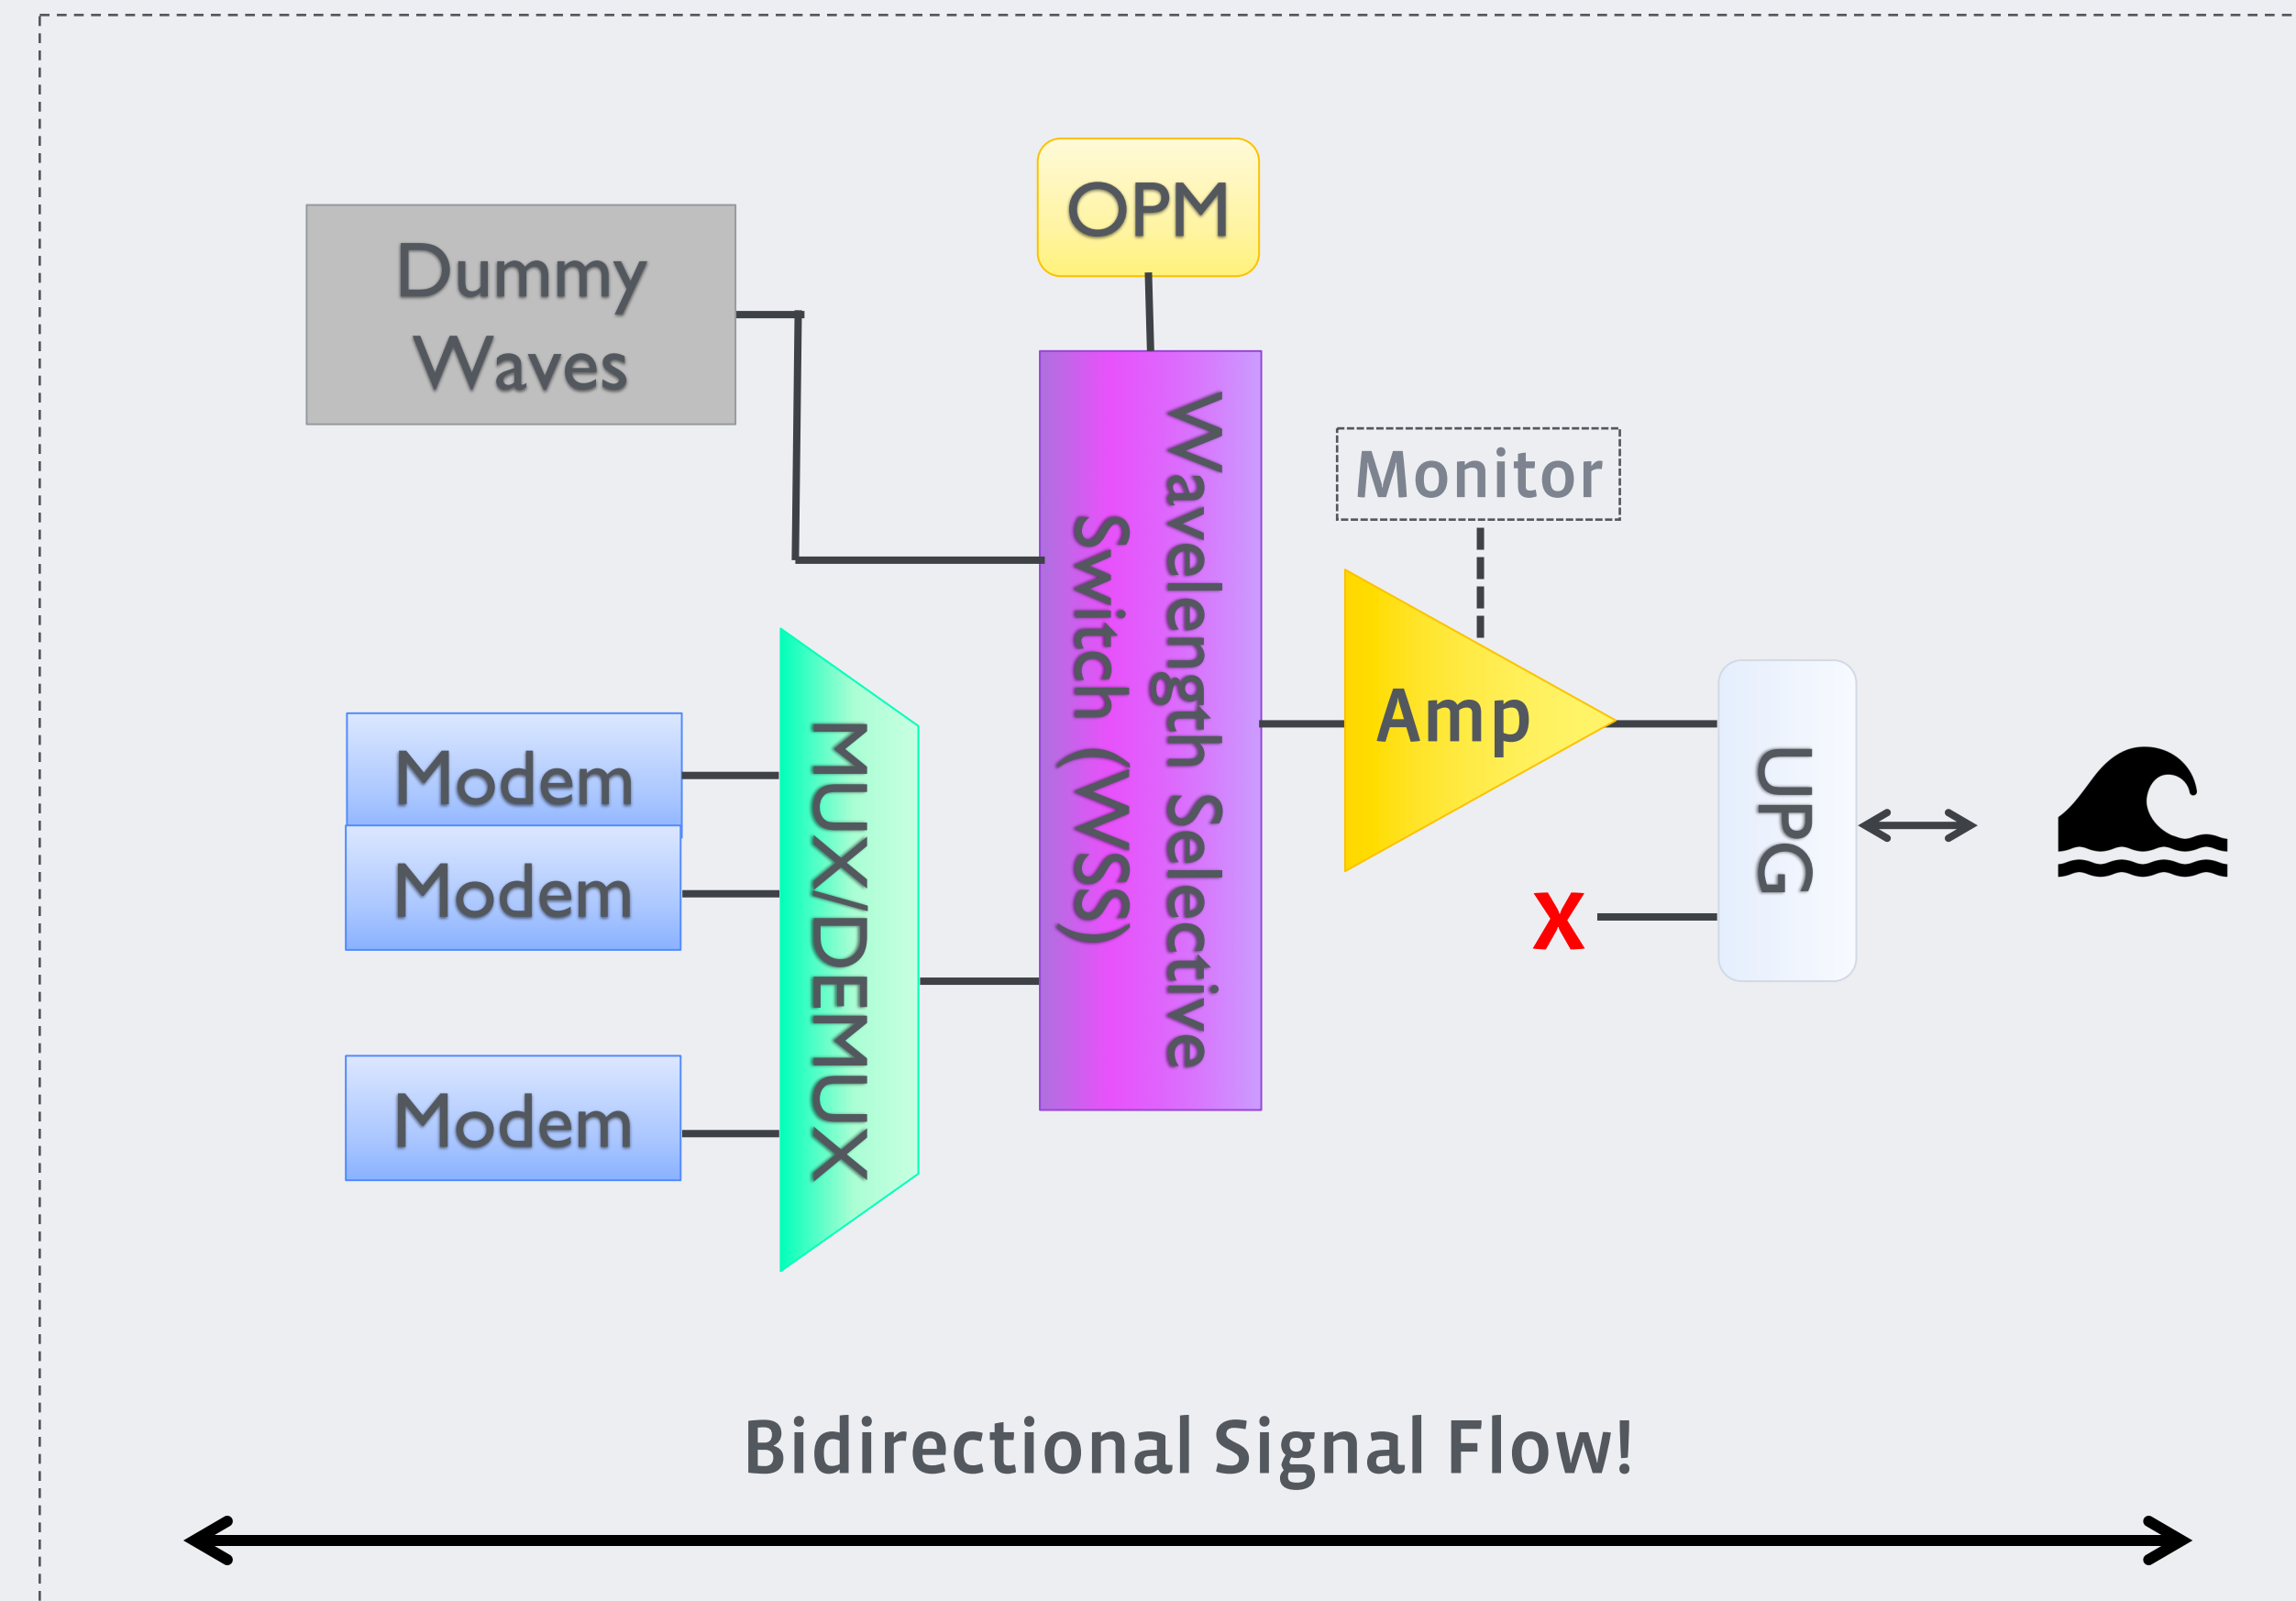 OPM
Dummy
Waves
Wavelength Selective
Switch (WSS)
Monitor
Amp
Modem
Modem
Modem
MUX/DEMUX
UPG
X
Bidirectional Signal Flow!